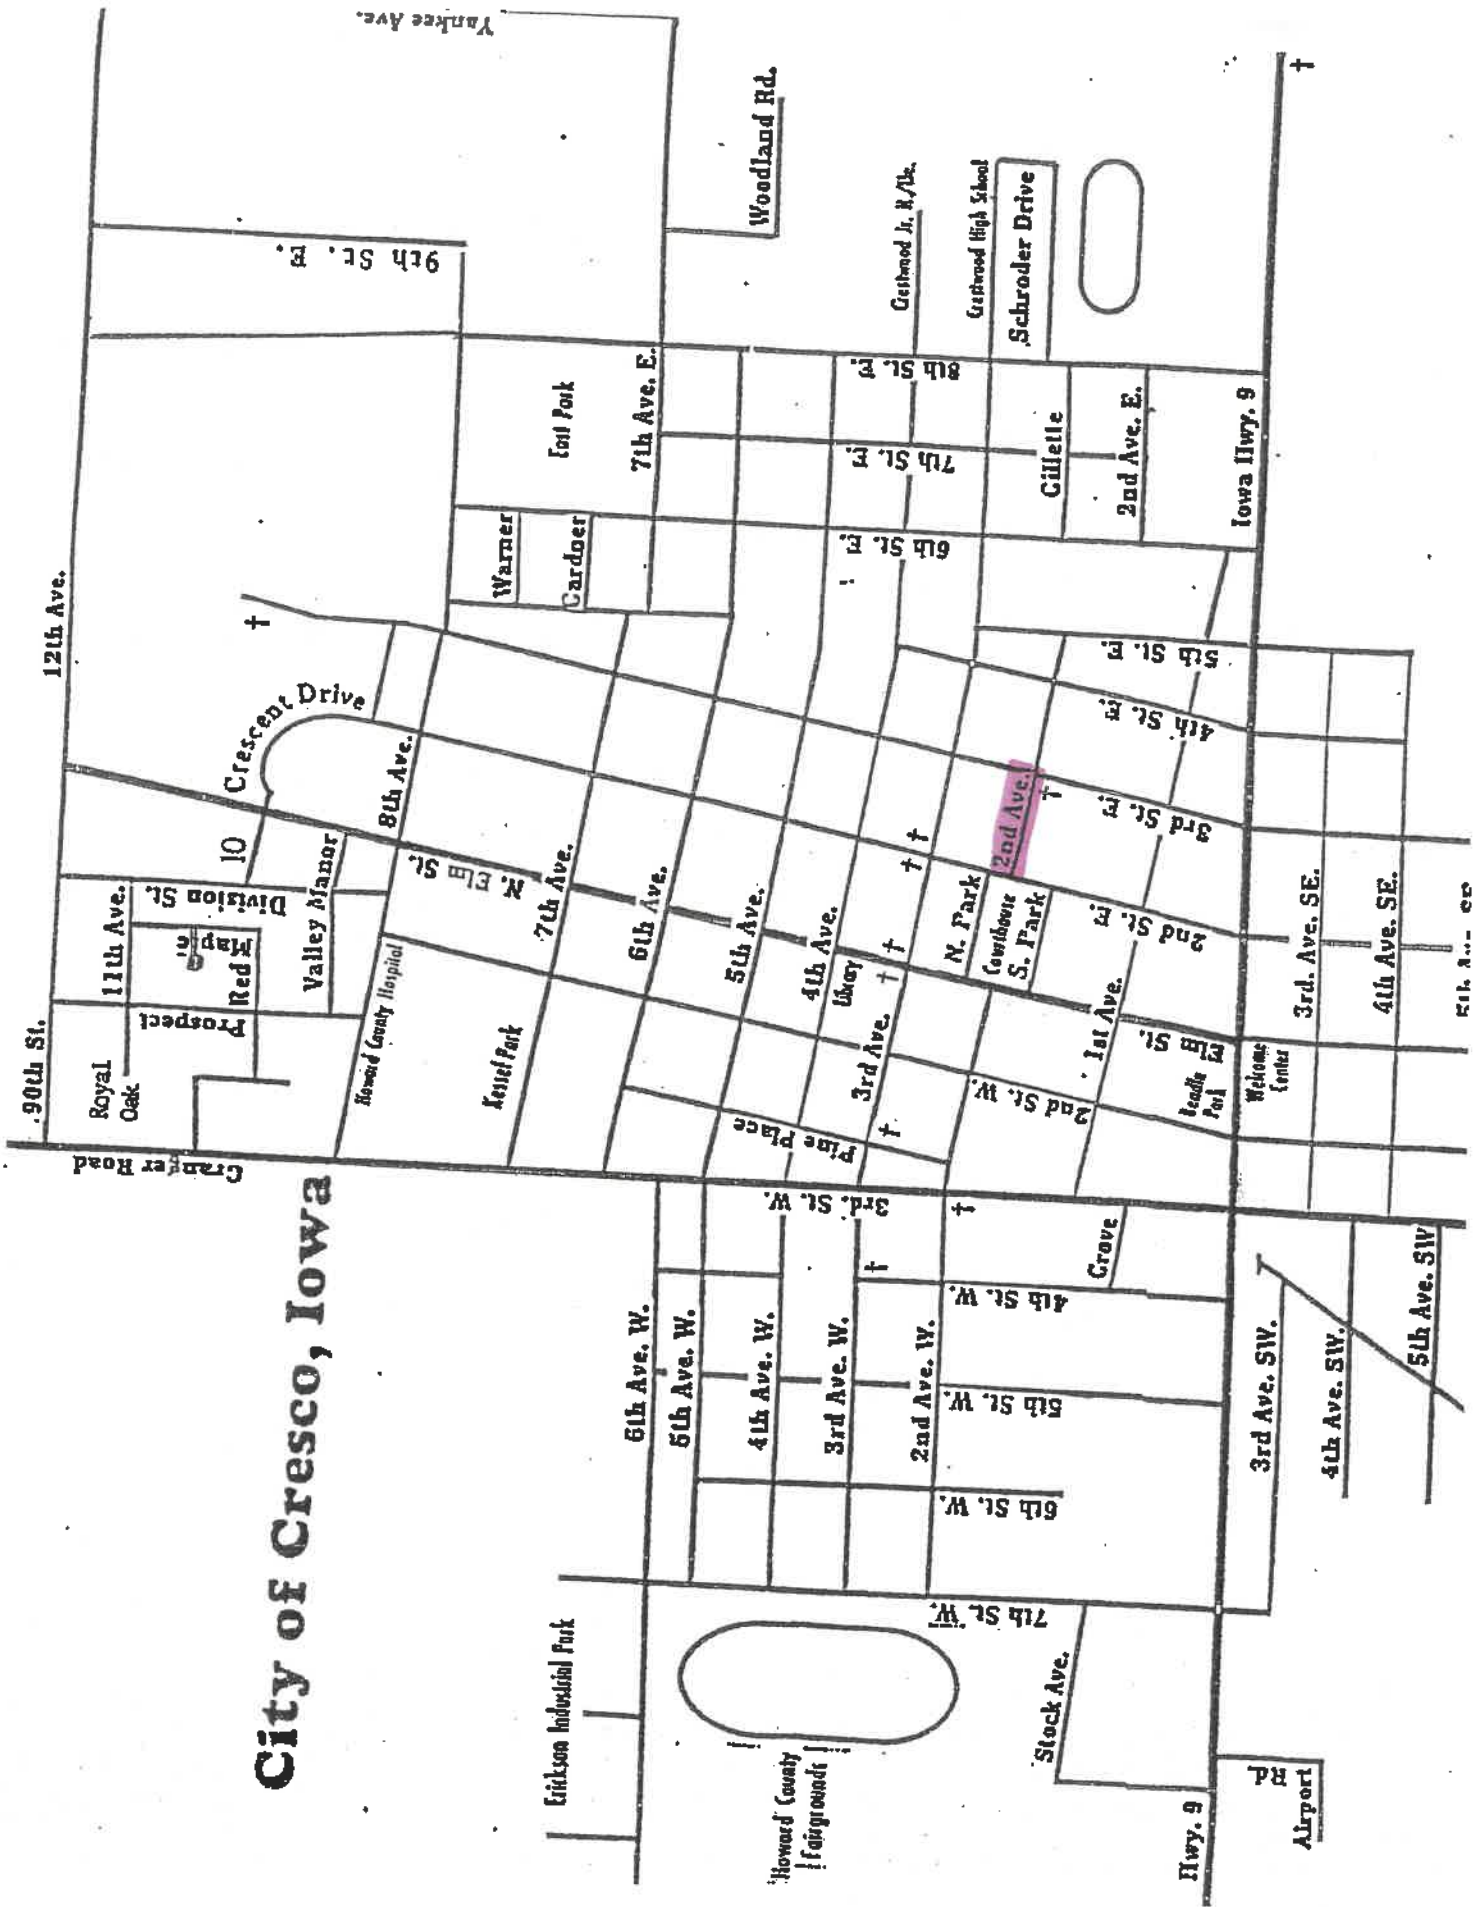 City of Cresco, Iowa
Yankee Ave.
12th Ave.
9th St. E.
Woodland Rd.
90th St.
Royal
Oak
Granger Road
Prospect
11th Ave.
Red Maple
Division St.
Valley Manor
10
Crescent Drive
8th Ave.
N. Elm St.
Howard County Hospital
Kessel Park
7th Ave.
6th Ave.
5th Ave.
4th Ave.
Library
3rd Ave.
Pine Place
Warner
Gardner
East Park
7th Ave. E.
8th St. E.
7th St. E.
6th St. E.
Crestwood Jr. H./Da.
Crestwood High School
Schroder Drive
Gillette
2nd Ave. E.
Iowa Hwy. 9
5th St. E.
4th St. E.
3rd St. E.
2nd Ave.
2nd St. E.
N. Park
Courthouse
S. Park
1st Ave.
Elm St.
2nd St. W.
Beadle
Park
Welcome
Center
3rd. Ave. SE.
4th Ave. SE.
3rd. St. W.
Grove
4th St. W.
5th St. W.
6th St. W.
7th St. W.
6th Ave. W.
5th Ave. W.
4th Ave. W.
3rd Ave. W.
2nd Ave. W.
3rd Ave. SW.
4th Ave. SW.
5th Ave. SW
Erickson Industrial Park
Howard County
Fairgrounds
Stock Ave.
Hwy. 9
Airport
Rd.